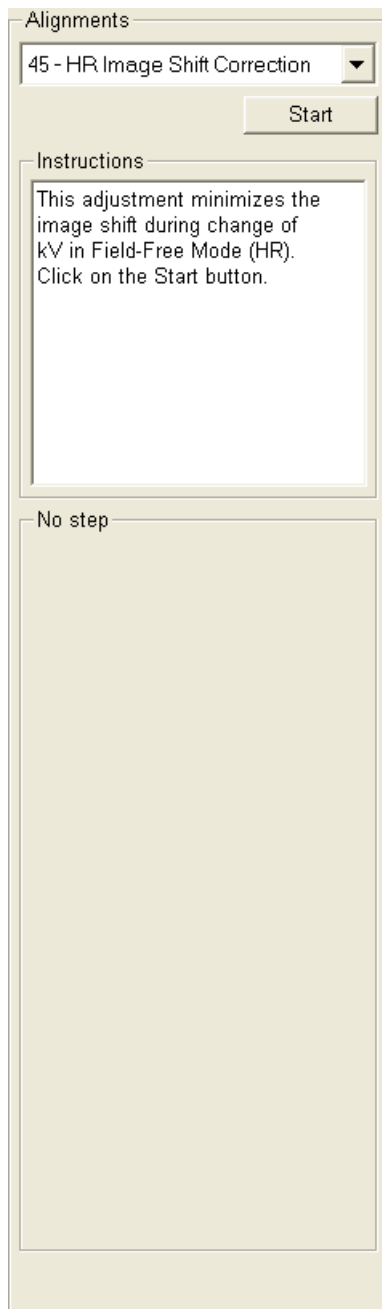 Alignments
45 - HR Image Shift Correction
Start
Instructions
This adjustment minimizes the
image shift during change of
kV in Field-Free Mode (HR).
Click on the Start button.
No step